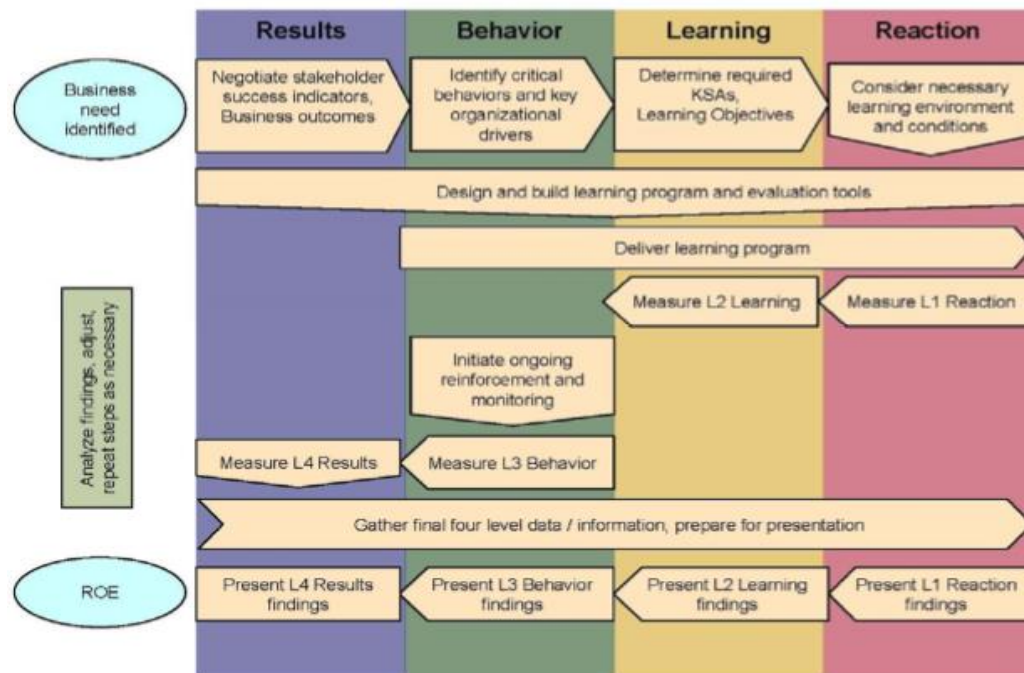 Results
Behavior
Learning
Reaction
Business
need
identified
Negotiate stakeholder
success indicators,
Business outcomes
Identify critical
behaviors and key
organizational
drivers
Determine required
KSAs,
Learning Objectives
Consider necessary
learning environment
and conditions
Design and build learning program and evaluation tools
Deliver learning program
Measure L2 Learning
Measure L1 Reaction
Analyze findings, adjust,
repeat steps as necessary
Initiate ongoing
reinforcement and
monitoring
Measure L4 Results
Measure L3 Behavior
Gather final four level data / information, prepare for presentation
ROE
Present L4 Results
findings
Present L3 Behavior
findings
Present L2 Learning
findings
Present L1 Reaction
findings